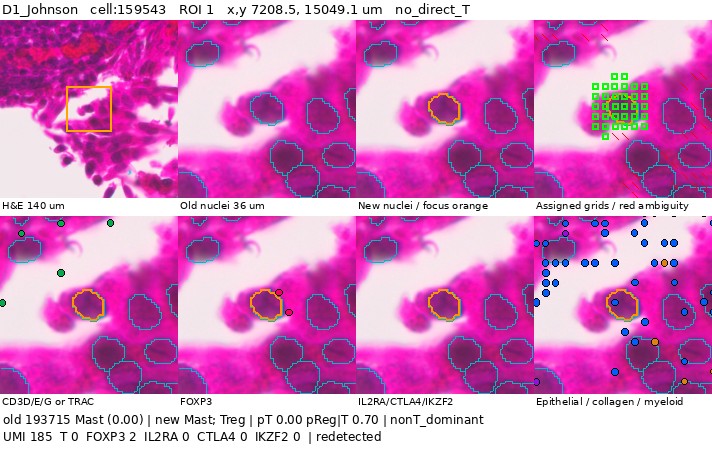 D1_Johnson   cell:159543   ROI 1   x,y 7208.5, 15049.1 um   no_direct_T
H&E 140 um
Old nuclei 36 um
New nuclei / focus orange
Assigned grids / red ambiguity
CD3D/E/G or TRAC
FOXP3
IL2RA/CTLA4/IKZF2
Epithelial / collagen / myeloid
old 193715 Mast (0.00) | new Mast; Treg | pT 0.00 pReg|T 0.70 | nonT_dominant
UMI 185  T 0  FOXP3 2  IL2RA 0  CTLA4 0  IKZF2 0  | redetected